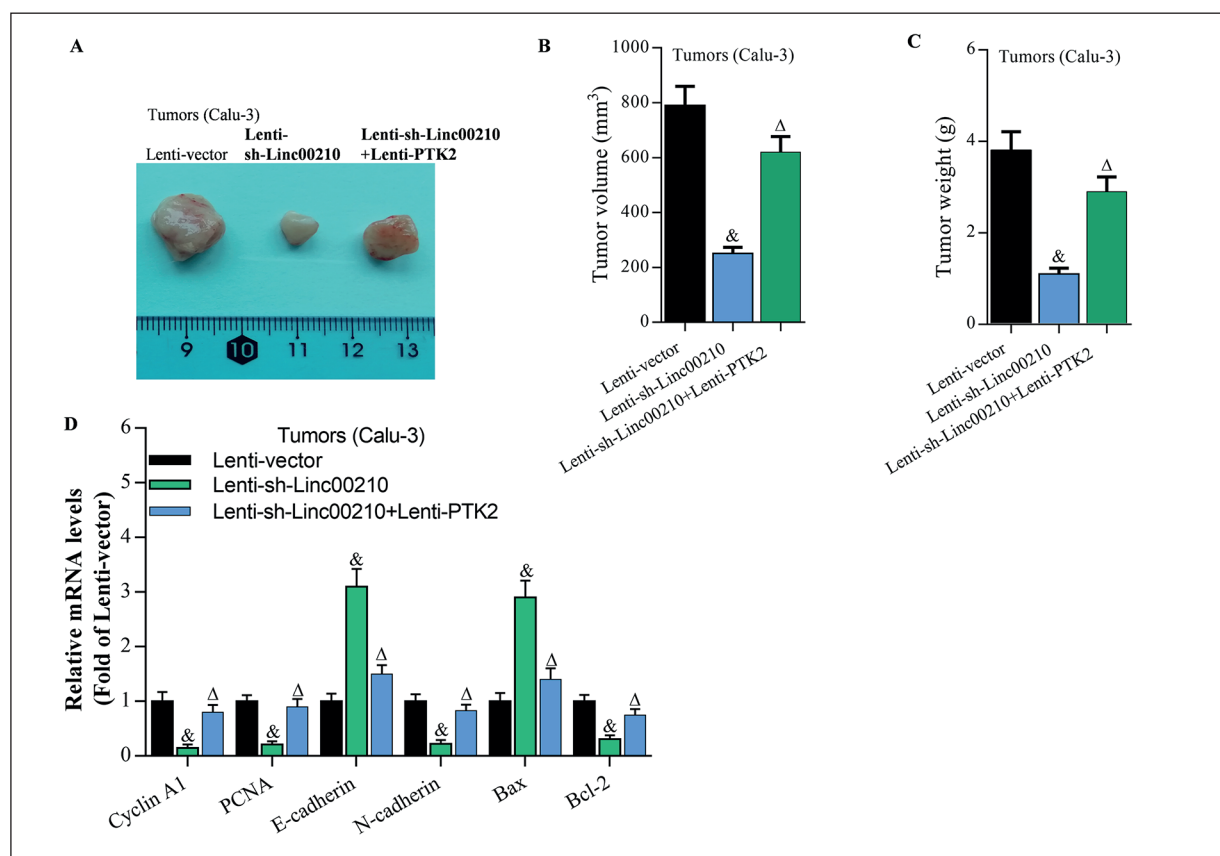 A
Tumors (Calu-3)
Lenti-vector
Lenti-
sh-Linc00210
Lenti-sh-Linc00210
+Lenti-PTK2
9 10 11 12 13
B
Tumors (Calu-3)
Tumor volume (mm³)
1000
800
600
400
200
0
&
Δ
Lenti-vector
Lenti-sh-Linc00210
Lenti-sh-Linc00210+Lenti-PTK2
C
Tumors (Calu-3)
Tumor weight (g)
6
4
2
0
&
Δ
Lenti-vector
Lenti-sh-Linc00210
Lenti-sh-Linc00210+Lenti-PTK2
D
Tumors (Calu-3)
Lenti-vector
Lenti-sh-Linc00210
Lenti-sh-Linc00210+Lenti-PTK2
Relative mRNA levels
(Fold of Lenti-vector)
6
5
4
3
2
1
0
& Δ & Δ & Δ & Δ & Δ & Δ
Cyclin A1
PCNA
E-cadherin
N-cadherin
Bax
Bcl-2